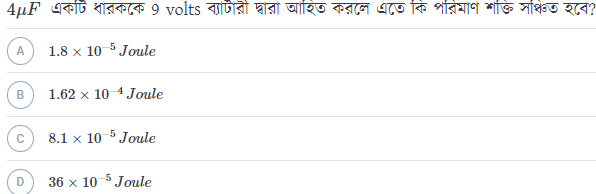 4μF একটি ধারককে 9 volts ব্যাটারী দ্বারা আহিত করলে এতে কি পরিমাণ শক্তি সঞ্চিত হবে?
A 1.8 × 10⁻⁵ Joule
B 1.62 × 10⁻⁴ Joule
C 8.1 × 10⁻⁵ Joule
D 36 × 10⁻⁵ Joule